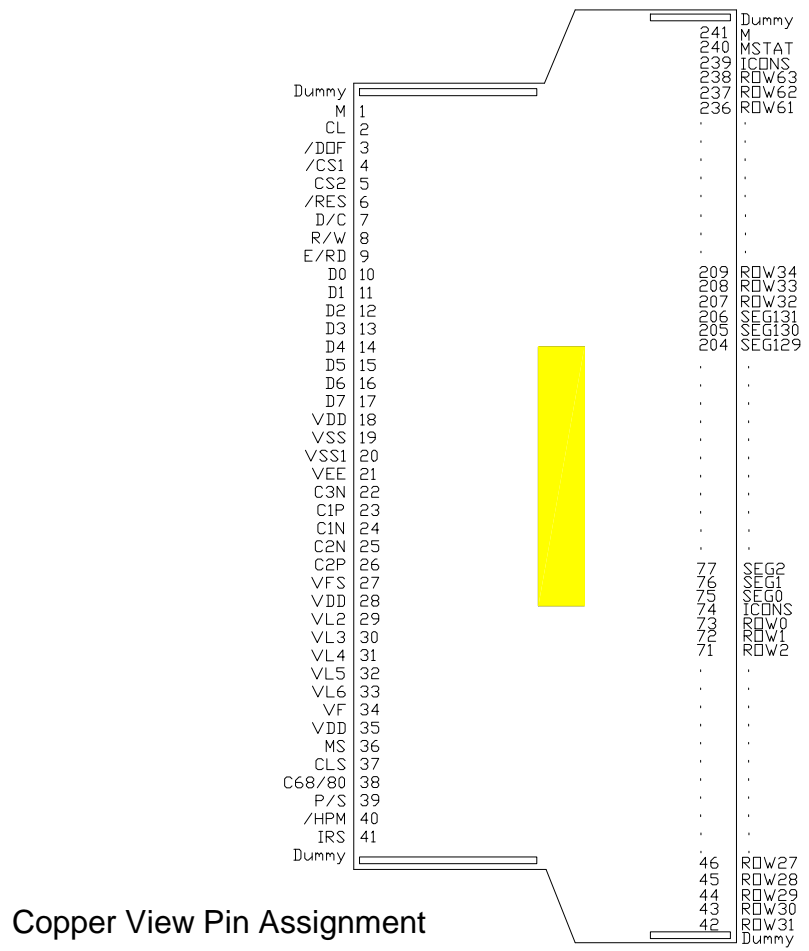 Dummy
M 1
CL 2
/DOF 3
/CS1 4
CS2 5
/RES 6
D/C 7
R/W 8
E/RD 9
D0 10
D1 11
D2 12
D3 13
D4 14
D5 15
D6 16
D7 17
VDD 18
VSS 19
VSS1 20
VEE 21
C3N 22
C1P 23
C1N 24
C2N 25
C2P 26
VFS 27
VDD 28
VL2 29
VL3 30
VL4 31
VL5 32
VL6 33
VF 34
VDD 35
MS 36
CLS 37
C68/80 38
P/S 39
/HPM 40
IRS 41
Dummy
Dummy
241 M
240 MSTAT
239 ICONS
238 ROW63
237 ROW62
236 ROW61
209 ROW34
208 ROW33
207 ROW32
206 SEG131
205 SEG130
204 SEG129
77 SEG2
76 SEG1
75 SEG0
74 ICONS
73 ROW0
72 ROW1
71 ROW2
46 ROW27
45 ROW28
44 ROW29
43 ROW30
42 ROW31
Dummy
Copper View Pin Assignment